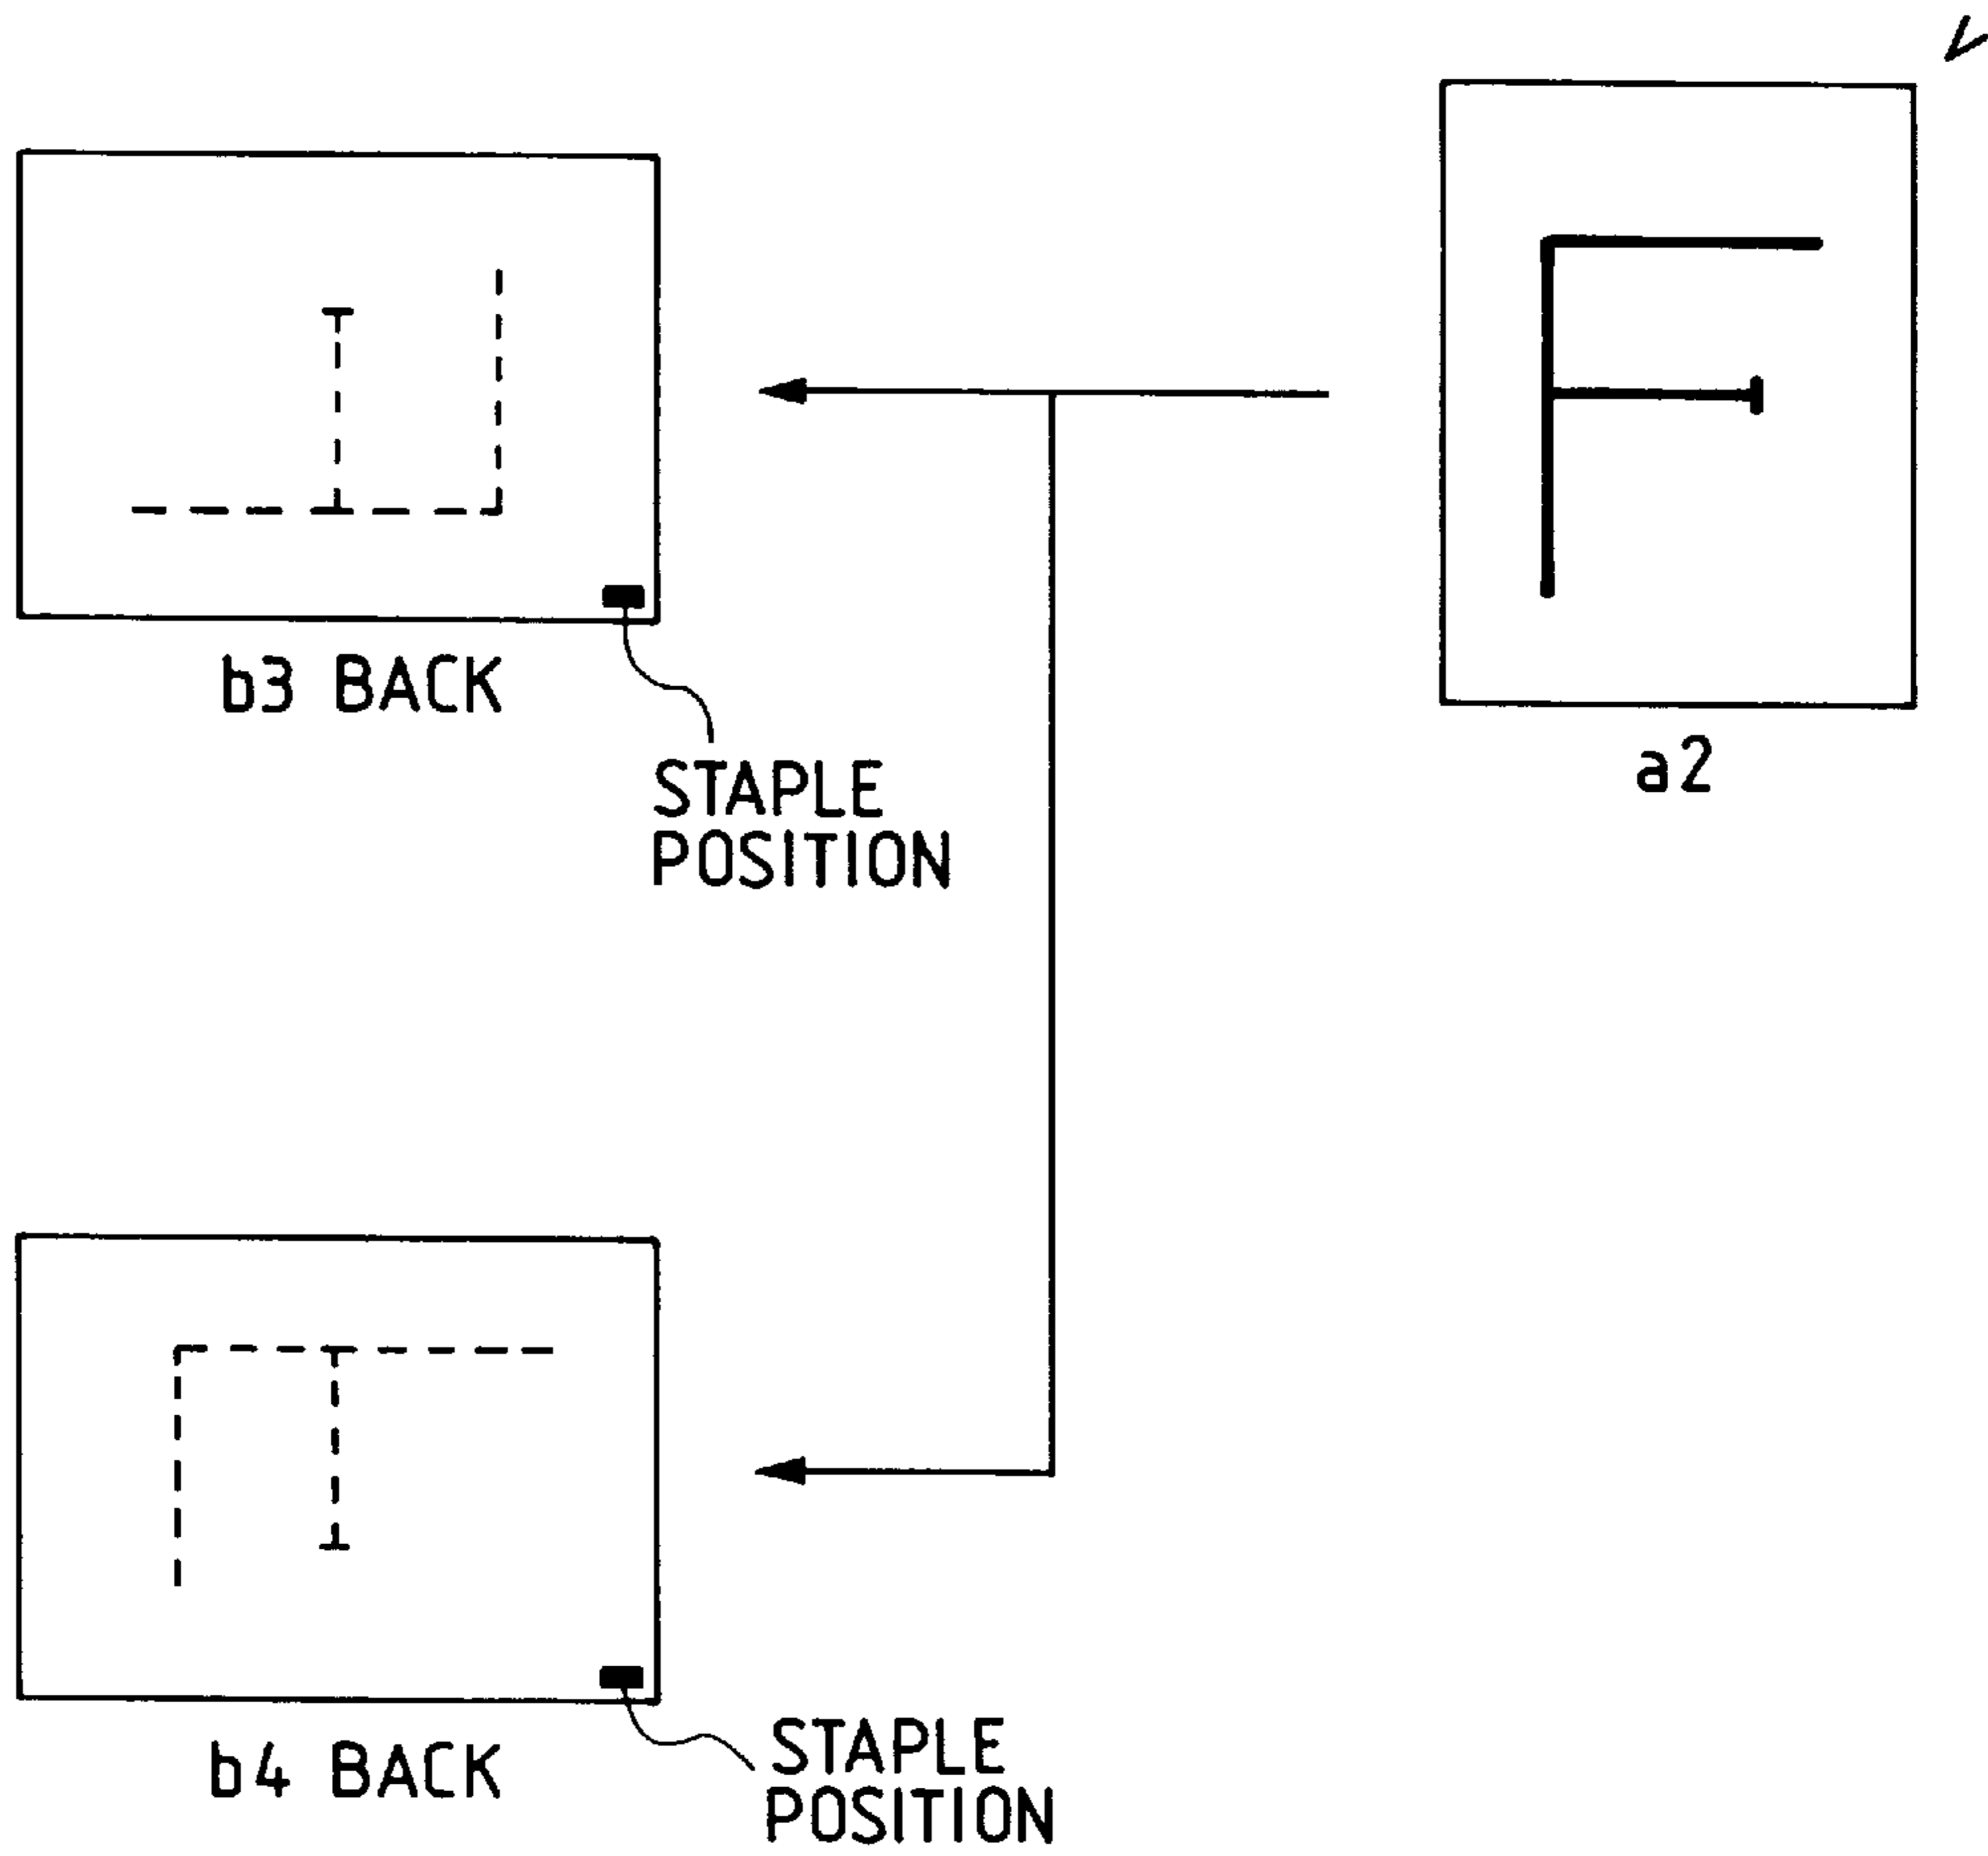 F
b3 BACK
STAPLE
POSITION
a2
b4 BACK
STAPLE
POSITION